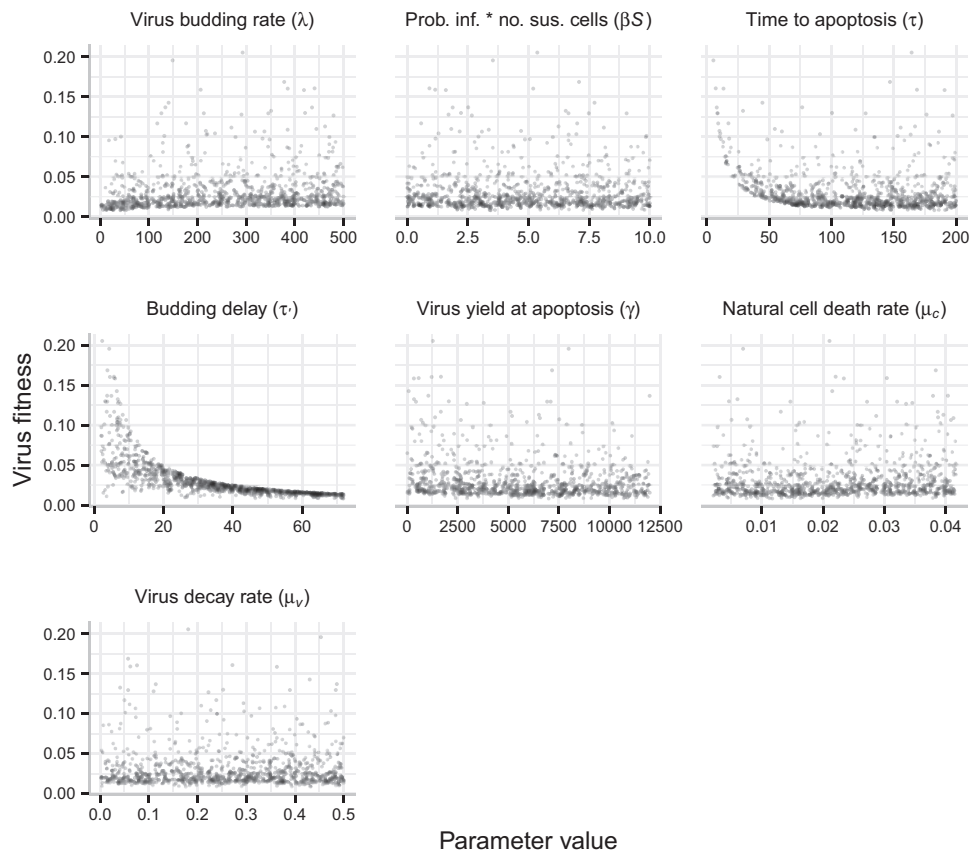 Virus budding rate (λ)
Prob. inf. * no. sus. cells (βS)
Time to apoptosis (τ)
0.20
0.15
0.10
0.05
0.00
0 100 200 300 400 500
0.0 2.5 5.0 7.5 10.0
0 50 100 150 200
Budding delay (τ′)
Virus yield at apoptosis (γ)
Natural cell death rate (μc)
Virus fitness
0.20
0.15
0.10
0.05
0.00
0 20 40 60
0 2500 5000 7500 10000 12500
0.01 0.02 0.03 0.04
Virus decay rate (μv)
0.20
0.15
0.10
0.05
0.00
0.0 0.1 0.2 0.3 0.4 0.5
Parameter value